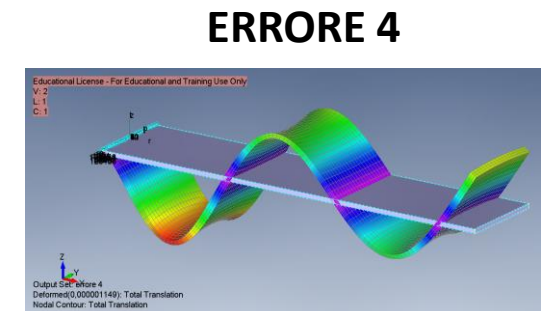 ERRORE 4
Educational License - For Educational and Training Use Only
V: 2
L: 1
C: 1
Z
Y
X
Output Set: errore 4
Deformed(0,000001149): Total Translation
Nodal Contour: Total Translation